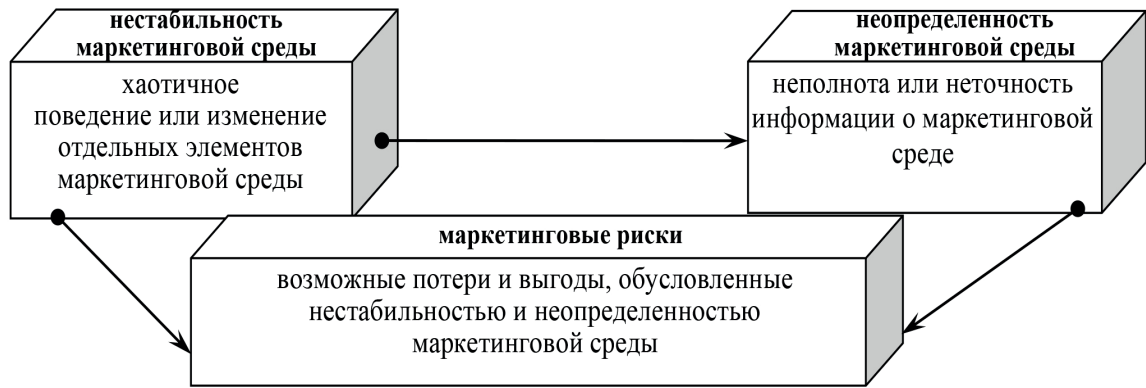 нестабильность
маркетинговой среды
хаотичное
поведение или изменение
отдельных элементов
маркетинговой среды
неопределенность
маркетинговой среды
неполнота или неточность
информации о маркетинговой
среде
маркетинговые риски
возможные потери и выгоды, обусловленные
нестабильностью и неопределенностью
маркетинговой среды